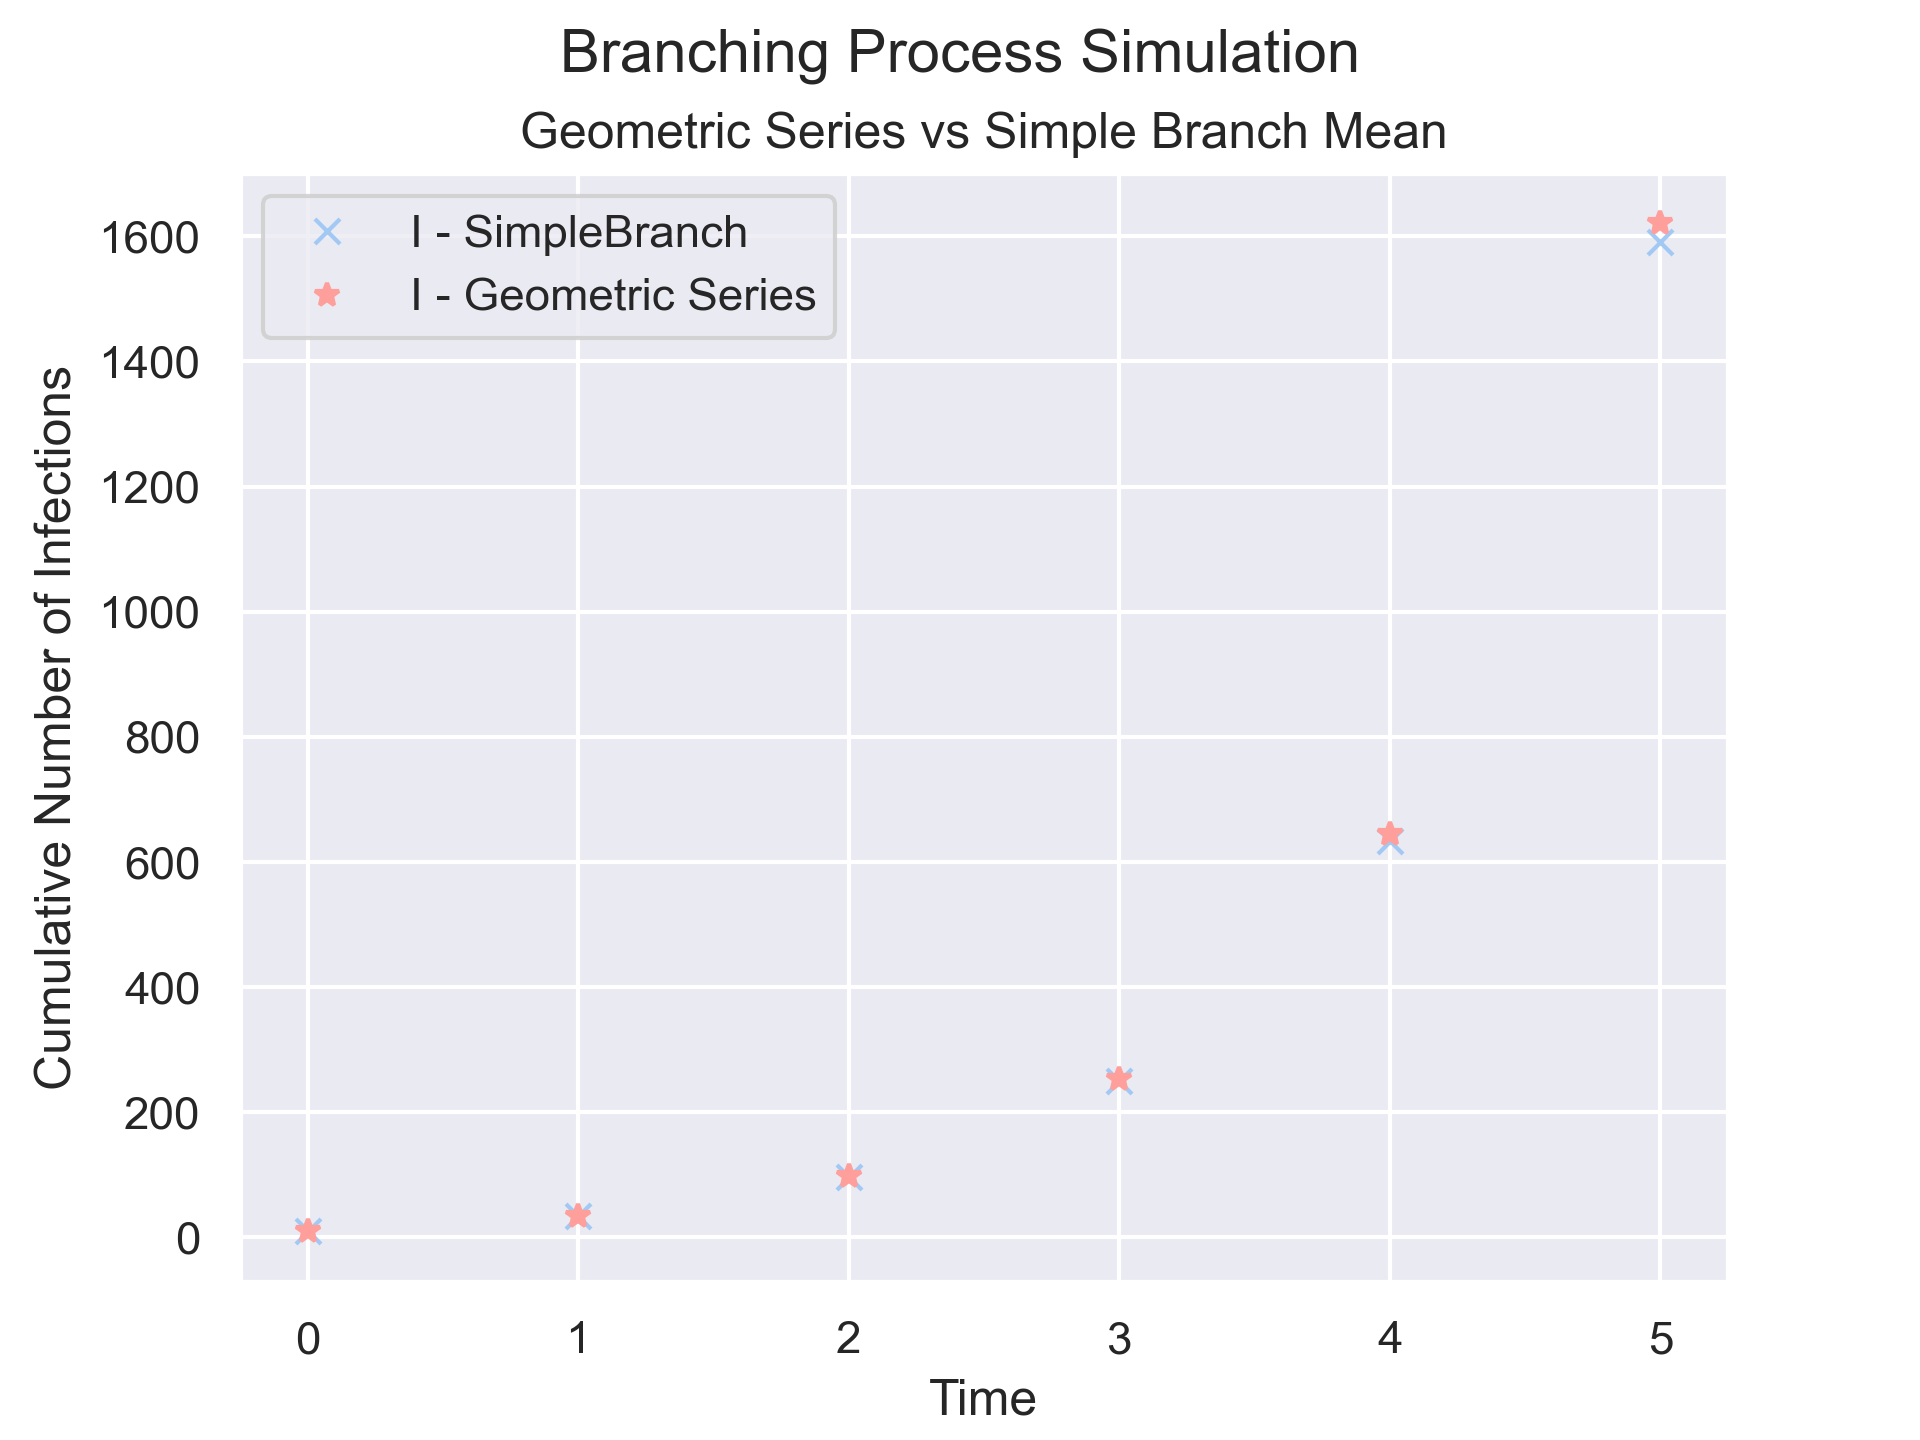 Branching Process Simulation
Geometric Series vs Simple Branch Mean
I - SimpleBranch
I - Geometric Series
Cumulative Number of Infections
1600
1400
1200
1000
800
600
400
200
0
0 1 2 3 4 5
Time